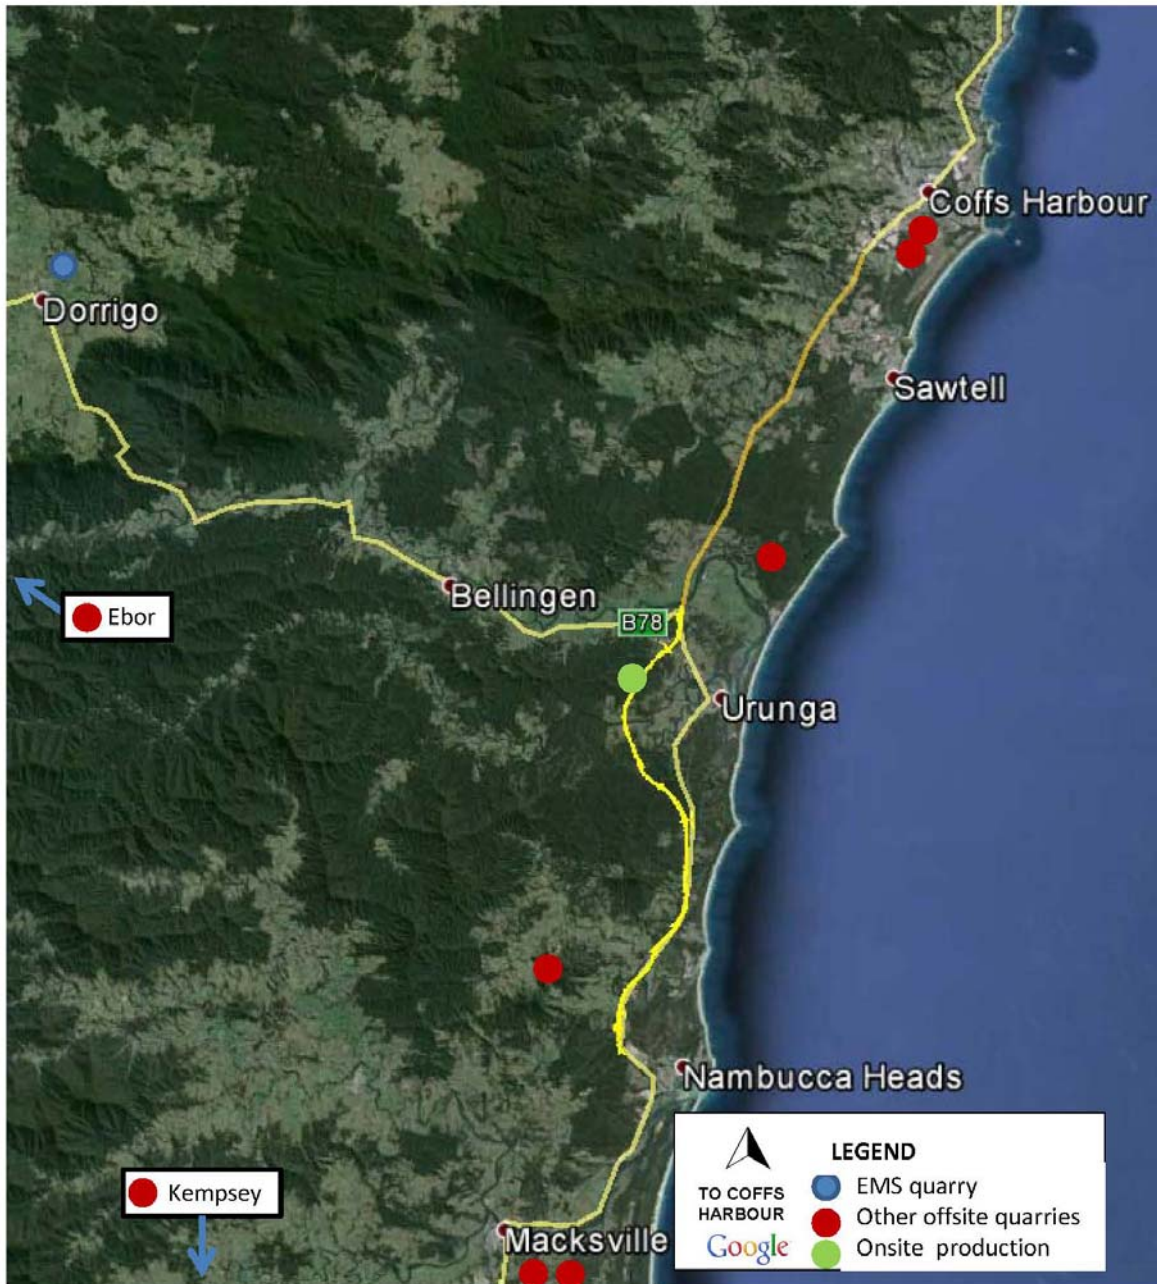 Coffs Harbour
Dorrigo
Sawtell
Bellingen
Ebor
B78
Urunga
Nambucca Heads
Kempsey
Macksville
LEGEND
TO COFFS
HARBOUR
Google
EMS quarry
Other offsite quarries
Onsite production